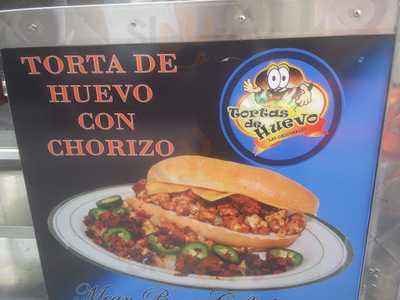 TORTA DE
HUEVO
CON
CHORIZO
Tortas
de
Huevo